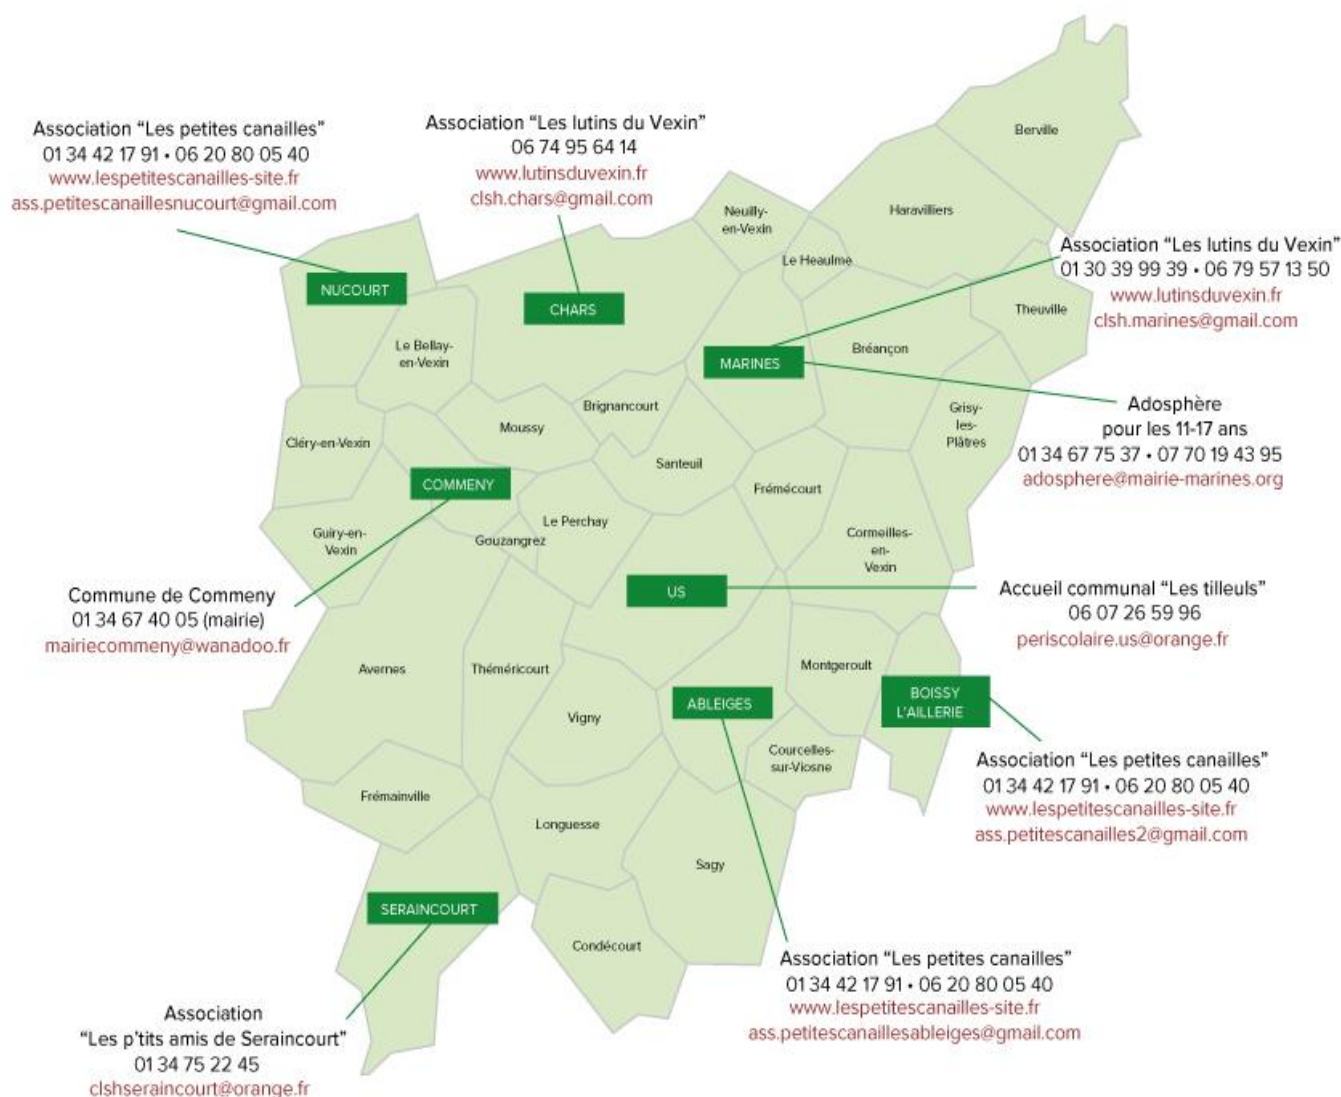 Association “Les petites canailles”
01 34 42 17 91 • 06 20 80 05 40
www.lespetitescanailles-site.fr
ass.petitescanaillesnucourt@gmail.com
Association “Les lutins du Vexin”
06 74 95 64 14
www.lutinsduvexin.fr
clsh.chars@gmail.com
Berville
Haravilliers
Neuilly-
en-Vexin
Le Heaulme
Association “Les lutins du Vexin”
01 30 39 99 39 • 06 79 57 13 50
www.lutinsduvexin.fr
clsh.marines@gmail.com
NUCOURT
CHARS
Theuville
Le Bellay-
en-Vexin
MARINES
Bréançon
Adosphère
pour les 11-17 ans
01 34 67 75 37 • 07 70 19 43 95
adosphere@mairie-marines.org
Brignancourt
Grisy-
les-
Plâtres
Moussy
Cléry-en-Vexin
Santeuil
COMMENY
Frémécourt
Le Perchay
Guiry-en-
Vexin
Gouzangrez
Cormeilles-
en-
Vexin
Commune de Commeny
01 34 67 40 05 (mairie)
mairiecommeny@wanadoo.fr
US
Accueil communal “Les tilleuls”
06 07 26 59 96
periscolaire.us@orange.fr
Avernes
Théméricourt
Montgeroult
Vigny
ABLEIGES
BOISSY
L'AILLERIE
Courcelles-
sur-Viosne
Association “Les petites canailles”
01 34 42 17 91 • 06 20 80 05 40
www.lespetitescanailles-site.fr
ass.petitescanailles2@gmail.com
Frémainville
Longuesse
Sagy
SERAINCOURT
Condécourt
Association “Les petites canailles”
01 34 42 17 91 • 06 20 80 05 40
www.lespetitescanailles-site.fr
ass.petitescanaillesableiges@gmail.com
Association
“Les p'tits amis de Seraincourt”
01 34 75 22 45
clshseraincourt@orange.fr